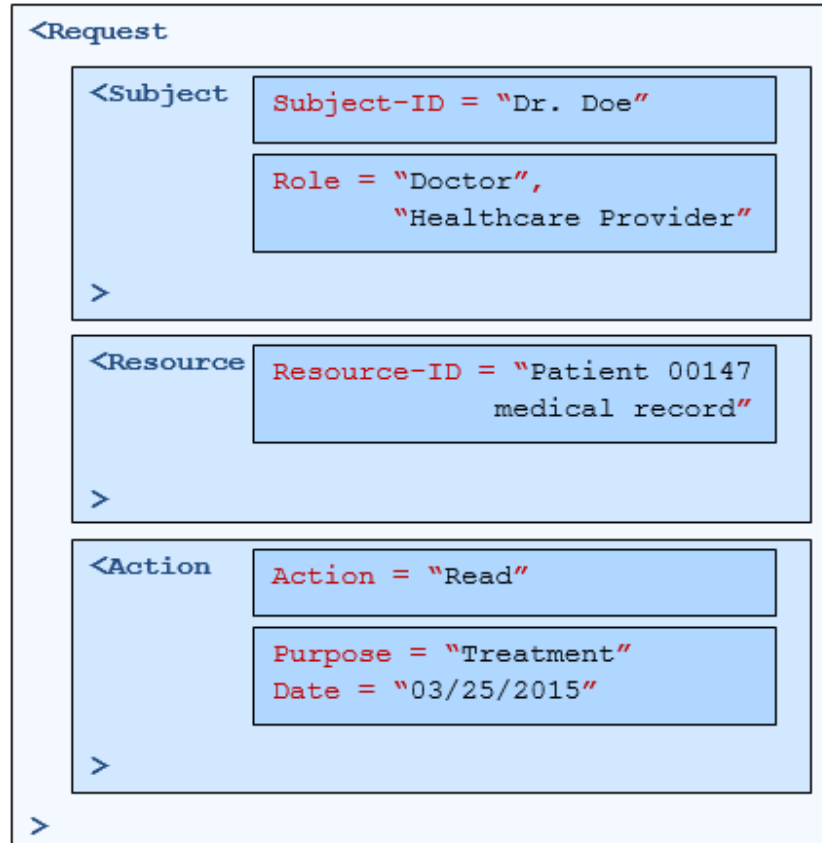 <Request
<Subject
Subject-ID = “Dr. Doe”
Role = “Doctor”,
“Healthcare Provider”
>
<Resource
Resource-ID = “Patient 00147
medical record”
>
<Action
Action = “Read”
Purpose = “Treatment”
Date = “03/25/2015”
>
>